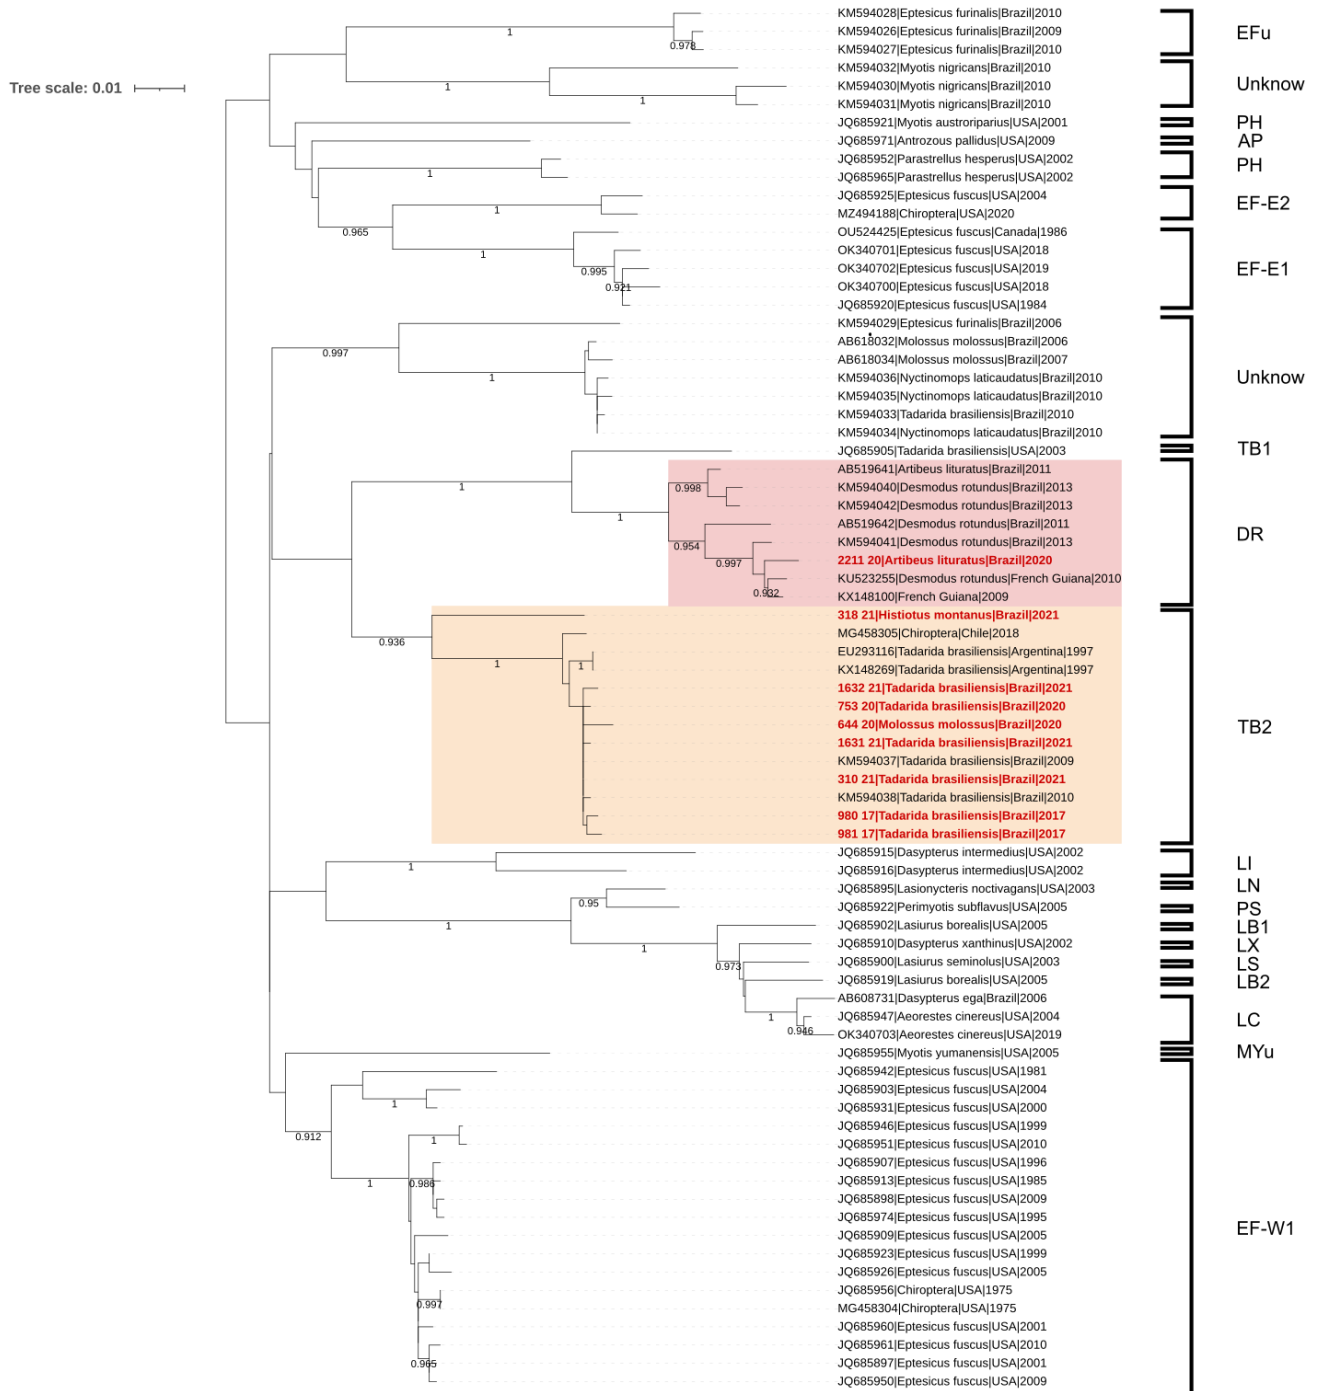 Tree scale: 0.01
KM594028|Eptesicus furinalis|Brazil|2010
KM594026|Eptesicus furinalis|Brazil|2009
KM594027|Eptesicus furinalis|Brazil|2010
EFu
1
0.978
KM594032|Myotis nigricans|Brazil|2010
KM594030|Myotis nigricans|Brazil|2010
KM594031|Myotis nigricans|Brazil|2010
Unknow
1
1
JQ685921|Myotis austroriparius|USA|2001
PH
JQ685971|Antrozous pallidus|USA|2009
AP
JQ685952|Parastrellus hesperus|USA|2002
JQ685965|Parastrellus hesperus|USA|2002
PH
1
JQ685925|Eptesicus fuscus|USA|2004
MZ494188|Chiroptera|USA|2020
EF-E2
1
0.965
OU524425|Eptesicus fuscus|Canada|1986
OK340701|Eptesicus fuscus|USA|2018
OK340702|Eptesicus fuscus|USA|2019
OK340700|Eptesicus fuscus|USA|2018
JQ685920|Eptesicus fuscus|USA|1984
EF-E1
1
0.995
0.921
KM594029|Eptesicus furinalis|Brazil|2006
AB618032|Molossus molossus|Brazil|2006
AB618034|Molossus molossus|Brazil|2007
KM594036|Nyctinomops laticaudatus|Brazil|2010
KM594035|Nyctinomops laticaudatus|Brazil|2010
KM594033|Tadarida brasiliensis|Brazil|2010
KM594034|Nyctinomops laticaudatus|Brazil|2010
Unknow
0.997
1
JQ685905|Tadarida brasiliensis|USA|2003
TB1
AB519641|Artibeus lituratus|Brazil|2011
KM594040|Desmodus rotundus|Brazil|2013
KM594042|Desmodus rotundus|Brazil|2013
AB519642|Desmodus rotundus|Brazil|2011
KM594041|Desmodus rotundus|Brazil|2013
2211 20|Artibeus lituratus|Brazil|2020
KU523255|Desmodus rotundus|French Guiana|2010
KX148100|French Guiana|2009
DR
1
1
0.998
0.954
0.997
0.932
318 21|Histiotus montanus|Brazil|2021
MG458305|Chiroptera|Chile|2018
EU293116|Tadarida brasiliensis|Argentina|1997
KX148269|Tadarida brasiliensis|Argentina|1997
1632 21|Tadarida brasiliensis|Brazil|2021
753 20|Tadarida brasiliensis|Brazil|2020
644 20|Molossus molossus|Brazil|2020
1631 21|Tadarida brasiliensis|Brazil|2021
KM594037|Tadarida brasiliensis|Brazil|2009
310 21|Tadarida brasiliensis|Brazil|2021
KM594038|Tadarida brasiliensis|Brazil|2010
980 17|Tadarida brasiliensis|Brazil|2017
981 17|Tadarida brasiliensis|Brazil|2017
TB2
0.936
1
1
JQ685915|Dasypterus intermedius|USA|2002
JQ685916|Dasypterus intermedius|USA|2002
LI
1
JQ685895|Lasionycteris noctivagans|USA|2003
LN
JQ685922|Perimyotis subflavus|USA|2005
PS
0.95
1
JQ685902|Lasiurus borealis|USA|2005
LB1
JQ685910|Dasypterus xanthinus|USA|2002
LX
JQ685900|Lasiurus seminolus|USA|2003
LS
JQ685919|Lasiurus borealis|USA|2005
LB2
1
0.973
AB608731|Dasypterus ega|Brazil|2006
JQ685947|Aeorestes cinereus|USA|2004
OK340703|Aeorestes cinereus|USA|2019
LC
1
0.946
JQ685955|Myotis yumanensis|USA|2005
MYu
JQ685942|Eptesicus fuscus|USA|1981
JQ685903|Eptesicus fuscus|USA|2004
JQ685931|Eptesicus fuscus|USA|2000
JQ685946|Eptesicus fuscus|USA|1999
JQ685951|Eptesicus fuscus|USA|2010
JQ685907|Eptesicus fuscus|USA|1996
JQ685913|Eptesicus fuscus|USA|1985
JQ685898|Eptesicus fuscus|USA|2009
JQ685974|Eptesicus fuscus|USA|1995
JQ685909|Eptesicus fuscus|USA|2005
JQ685923|Eptesicus fuscus|USA|1999
JQ685926|Eptesicus fuscus|USA|2005
JQ685956|Chiroptera|USA|1975
MG458304|Chiroptera|USA|1975
JQ685960|Eptesicus fuscus|USA|2001
JQ685961|Eptesicus fuscus|USA|2010
JQ685897|Eptesicus fuscus|USA|2001
JQ685950|Eptesicus fuscus|USA|2009
EF-W1
1
0.912
1
1
0.986
0.997
0.965